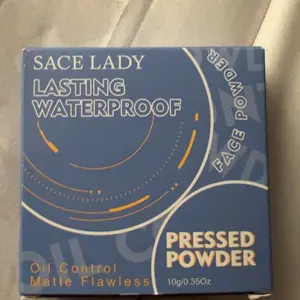 SACE LADY
LASTING
WATERPROOF
FACE POWDER
PRESSED
POWDER
Oil Control
Matte Flawless
10g/0.35Oz